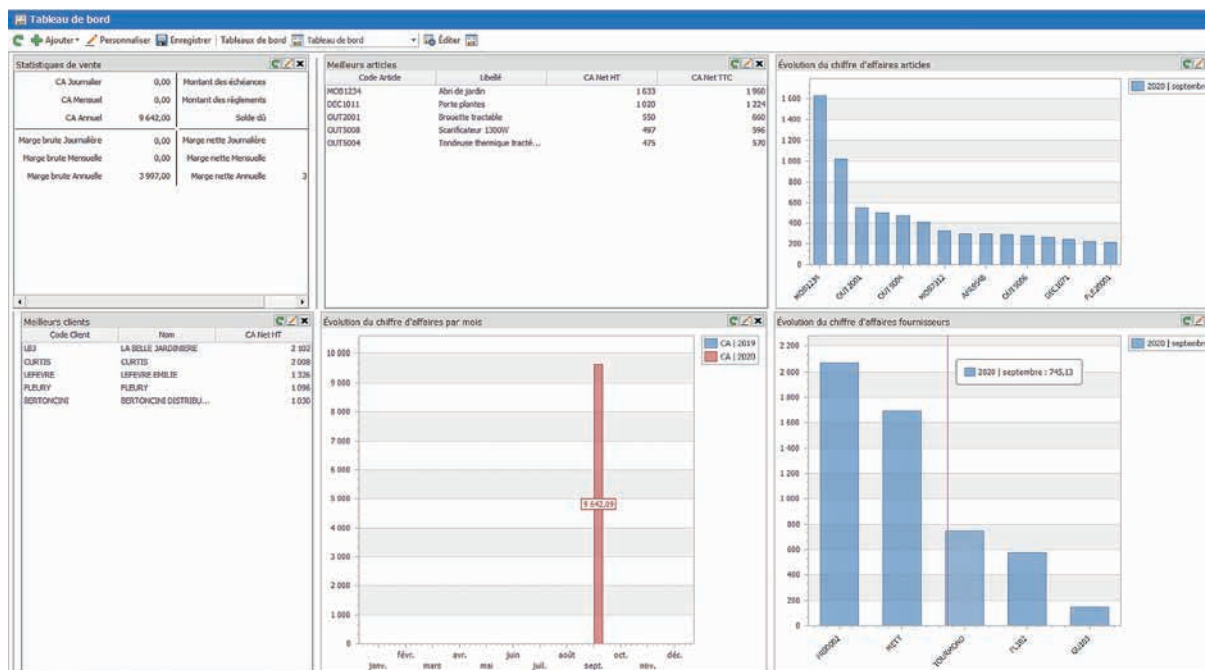 Tableau de bord
Ajouter Personnaliser Enregistrer Tableaux de bord Tableau de bord Éditer
Statistiques de vente
CA Journalier 0,00 Montant des échéances
CA Mensuel 0,00 Montant des règlements
CA Annuel 9 642,00 Solde dû
Marge brute Journalière 0,00 Marge nette Journalière
Marge brute Mensuelle 0,00 Marge nette Mensuelle
Marge brute Annuelle 3 997,00 Marge nette Annuelle 3
Meilleurs articles
Code Article Libellé CA Net HT CA Net TTC
MOB1234 Abri de jardin 1 633 1 960
DEC1011 Porte plantes 1 020 1 224
OUT2001 Brouette tractable 550 660
OUT5008 Scarificateur 1300W 497 596
OUT5004 Tondeuse thermique tracté... 475 570
Évolution du chiffre d'affaires articles
2020 | septembre
1 600
1 400
1 200
1 000
800
600
400
200
0
MOB1234 OUT2001 OUT5004 MOB7312 OUT5006 DEC1071
Meilleurs clients
Code Client Nom CA Net HT
LBJ LA BELLE JARDINIERE 2 102
CURTIS CURTIS 2 008
LEFEVRE LEFEVRE EMILIE 1 326
FLEURY FLEURY 1 096
BERTONCINI BERTONCINI DISTRIBU... 1 030
Évolution du chiffre d'affaires par mois
CA | 2019
CA | 2020
10 000
9 000
8 000
7 000
6 000
5 000
9 642,09
4 000
3 000
2 000
1 000
0
janv. févr. mars avr. mai juin juil. août sept. oct. nov. déc.
Évolution du chiffre d'affaires fournisseurs
2020 | septembre
2 200
2 000
2020 | septembre : 745,13
1 800
1 600
1 400
1 200
1 000
800
600
400
200
0